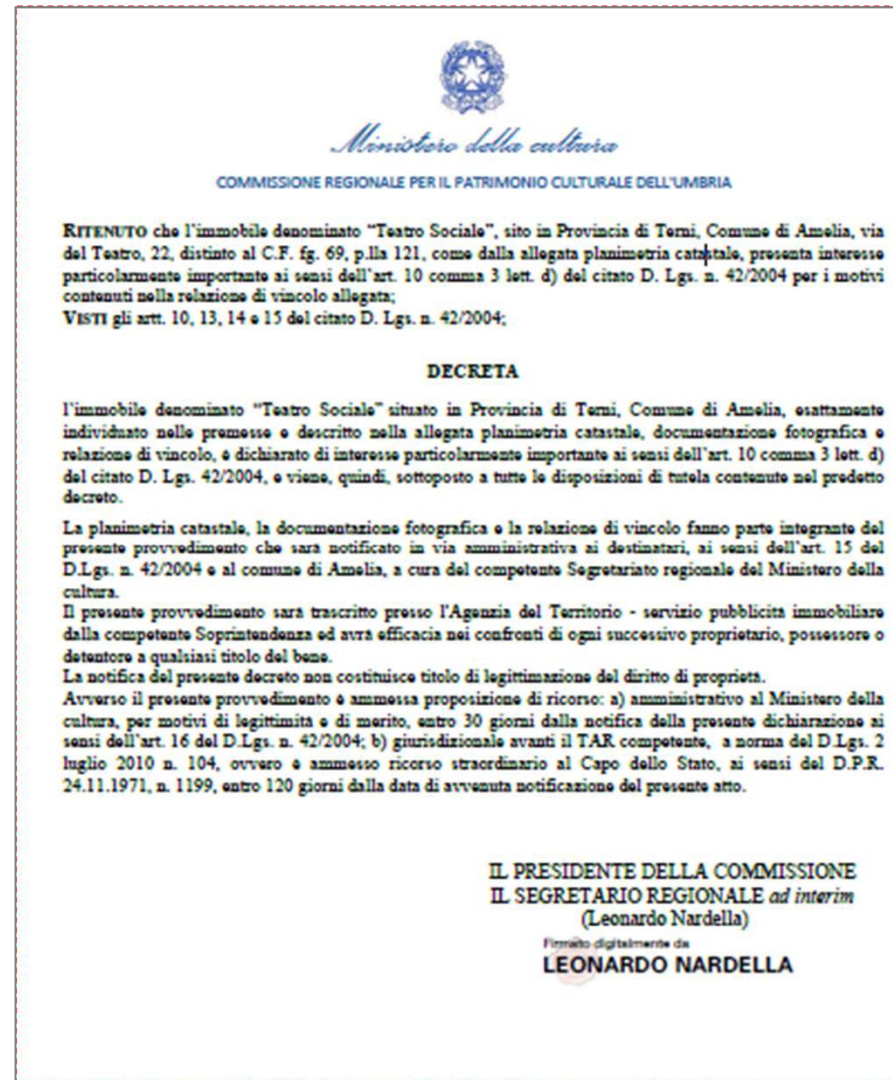 Ministero della cultura
COMMISSIONE REGIONALE PER IL PATRIMONIO CULTURALE DELL'UMBRIA
RITENUTO che l'immobile denominato “Teatro Sociale”, sito in Provincia di Terni, Comune di Amelia, via
del Teatro, 22, distinto al C.F. fg. 69, p.lla 121, come dalla allegata planimetria catastale, presenta interesse
particolarmente importante ai sensi dell'art. 10 comma 3 lett. d) del citato D. Lgs. n. 42/2004 per i motivi
contenuti nella relazione di vincolo allegata;
VISTI gli artt. 10, 13, 14 e 15 del citato D. Lgs. n. 42/2004;
DECRETA
l'immobile denominato “Teatro Sociale” situato in Provincia di Terni, Comune di Amelia, esattamente
individuato nelle premesse e descritto nella allegata planimetria catastale, documentazione fotografica e
relazione di vincolo, è dichiarato di interesse particolarmente importante ai sensi dell'art. 10 comma 3 lett. d)
del citato D. Lgs. 42/2004, e viene, quindi, sottoposto a tutte le disposizioni di tutela contenute nel predetto
decreto.
La planimetria catastale, la documentazione fotografica e la relazione di vincolo fanno parte integrante del
presente provvedimento che sarà notificato in via amministrativa ai destinatari, ai sensi dell'art. 15 del
D.Lgs. n. 42/2004 e al comune di Amelia, a cura del competente Segretariato regionale del Ministero della
cultura.
Il presente provvedimento sarà trascritto presso l'Agenzia del Territorio - servizio pubblicità immobiliare
dalla competente Soprintendenza ed avrà efficacia nei confronti di ogni successivo proprietario, possessore o
detentore a qualsiasi titolo del bene.
La notifica del presente decreto non costituisce titolo di legittimazione del diritto di proprietà.
Avverso il presente provvedimento è ammessa proposizione di ricorso: a) amministrativo al Ministero della
cultura, per motivi di legittimità e di merito, entro 30 giorni dalla notifica della presente dichiarazione ai
sensi dell'art. 16 del D.Lgs. n. 42/2004; b) giurisdizionale avanti il TAR competente, a norma del D.Lgs. 2
luglio 2010 n. 104, ovvero è ammesso ricorso straordinario al Capo dello Stato, ai sensi del D.P.R.
24.11.1971, n. 1199, entro 120 giorni dalla data di avvenuta notificazione del presente atto.
IL PRESIDENTE DELLA COMMISSIONE
IL SEGRETARIO REGIONALE ad interim
(Leonardo Nardella)
Firmato digitalmente da
LEONARDO NARDELLA